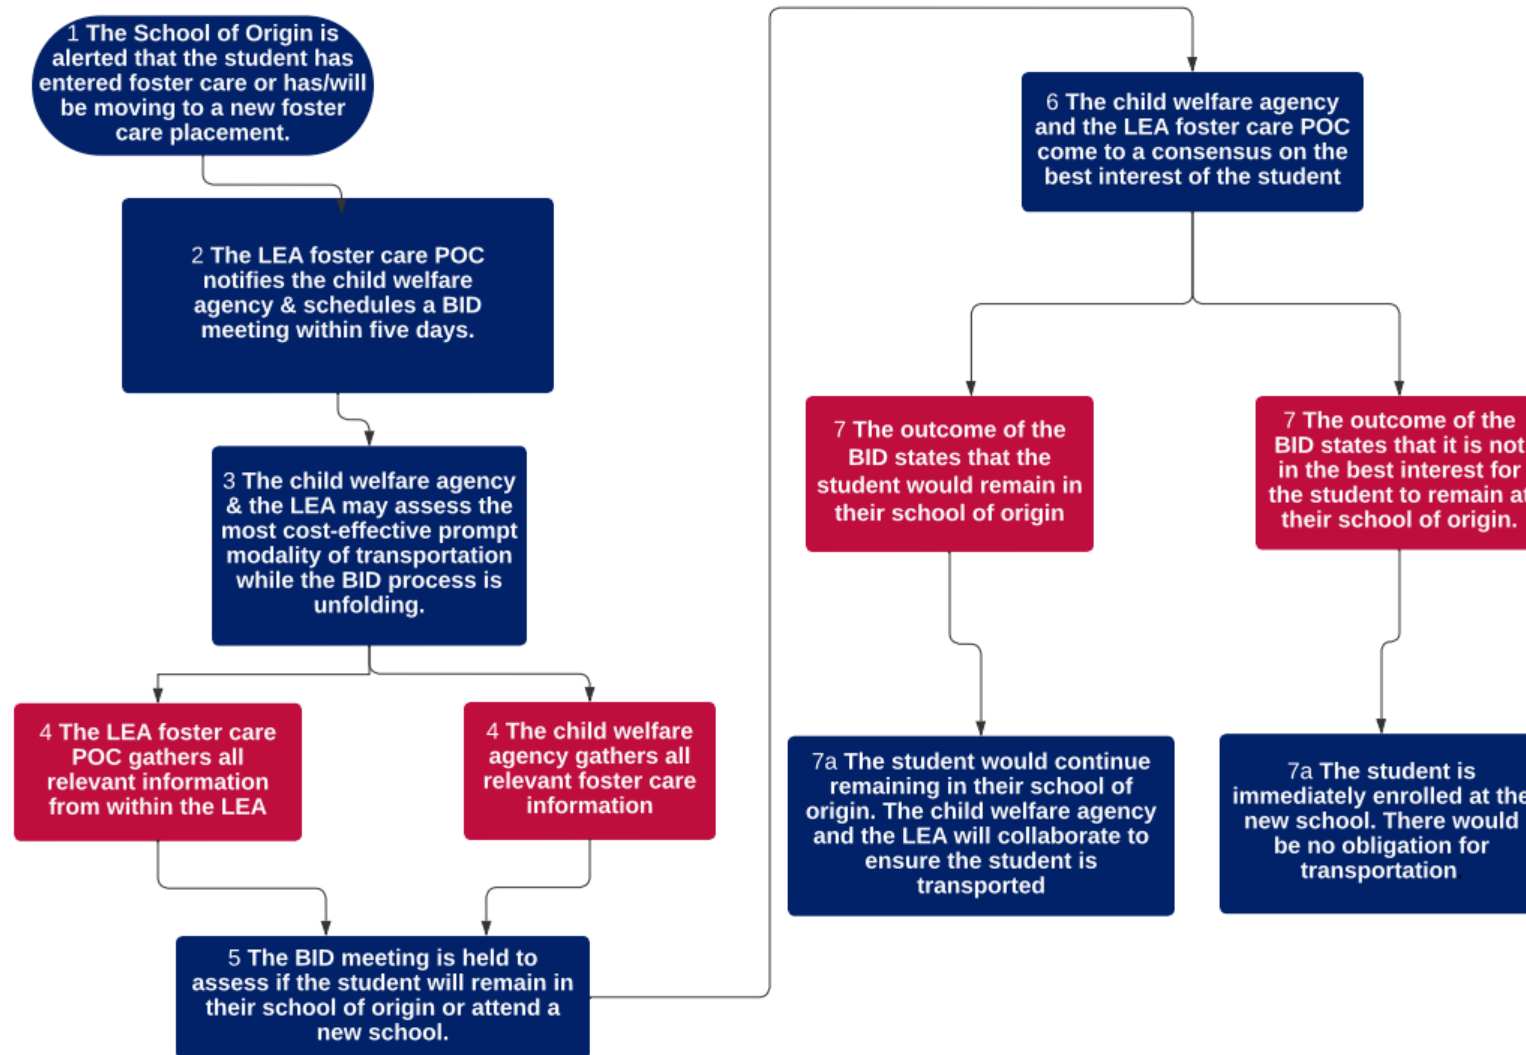 1 The School of Origin is
alerted that the student has
entered foster care or has/will
be moving to a new foster
care placement.
2 The LEA foster care POC
notifies the child welfare
agency & schedules a BID
meeting within five days.
3 The child welfare agency
& the LEA may assess the
most cost-effective prompt
modality of transportation
while the BID process is
unfolding.
4 The LEA foster care
POC gathers all
relevant information
from within the LEA
4 The child welfare
agency gathers all
relevant foster care
information
5 The BID meeting is held to
assess if the student will remain in
their school of origin or attend a
new school.
6 The child welfare agency
and the LEA foster care POC
come to a consensus on the
best interest of the student
7 The outcome of the
BID states that the
student would remain in
their school of origin
7 The outcome of the
BID states that it is not
in the best interest for
the student to remain at
their school of origin.
7a The student would continue
remaining in their school of
origin. The child welfare agency
and the LEA will collaborate to
ensure the student is
transported
7a The student is
immediately enrolled at the
new school. There would
be no obligation for
transportation.